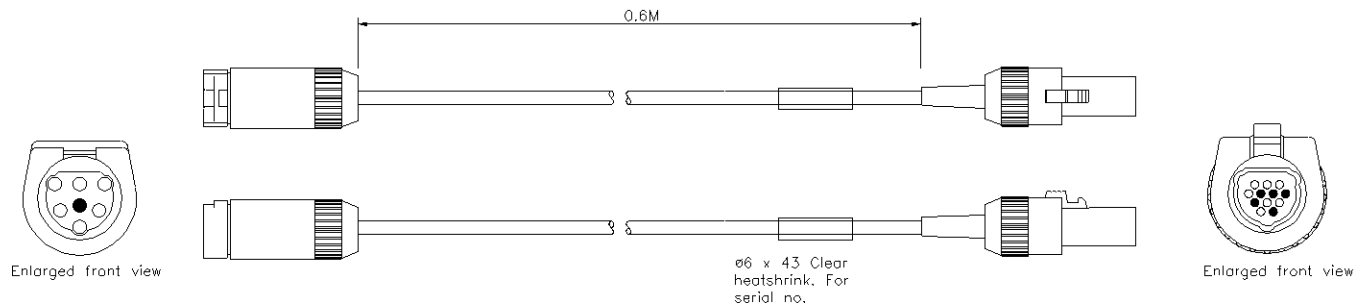 0.6M
Enlarged front view
ø6 x 43 Clear
heatshrink. For
serial no.
Enlarged front view